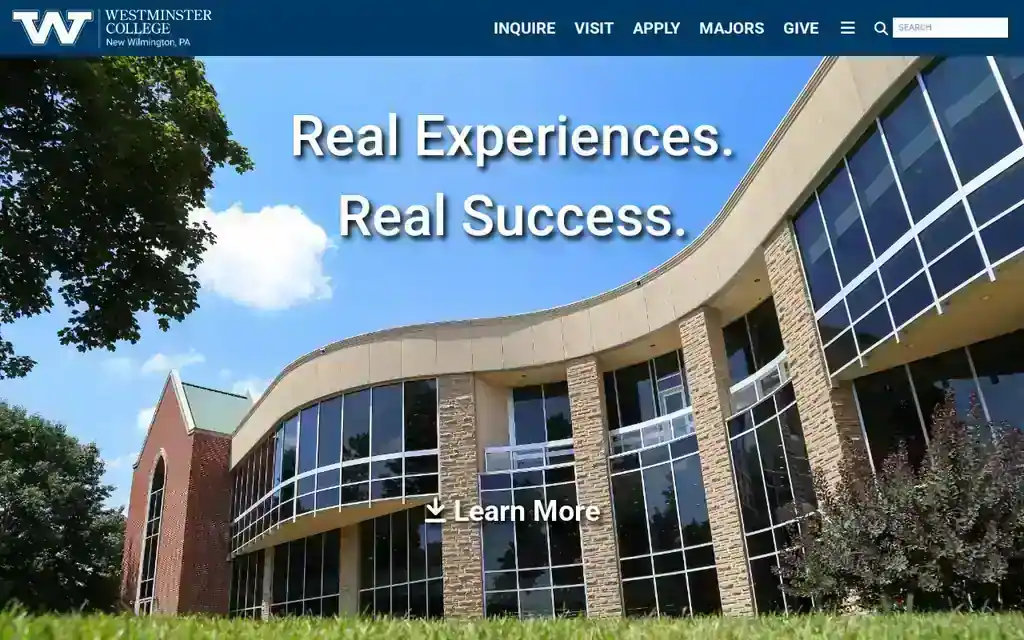 W
WESTMINSTER
COLLEGE
New Wilmington, PA
INQUIRE VISIT APPLY MAJORS GIVE SEARCH
Real Experiences.
Real Success.
Learn More